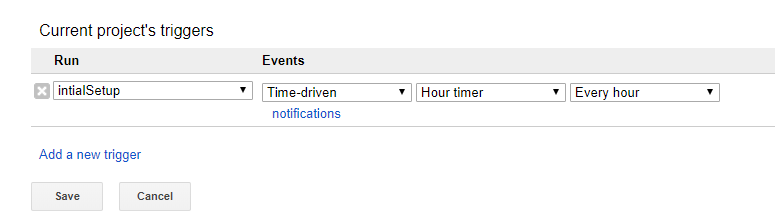 Current project's triggers
Run Events
intialSetup Time-driven Hour timer Every hour
notifications
Add a new trigger
Save Cancel